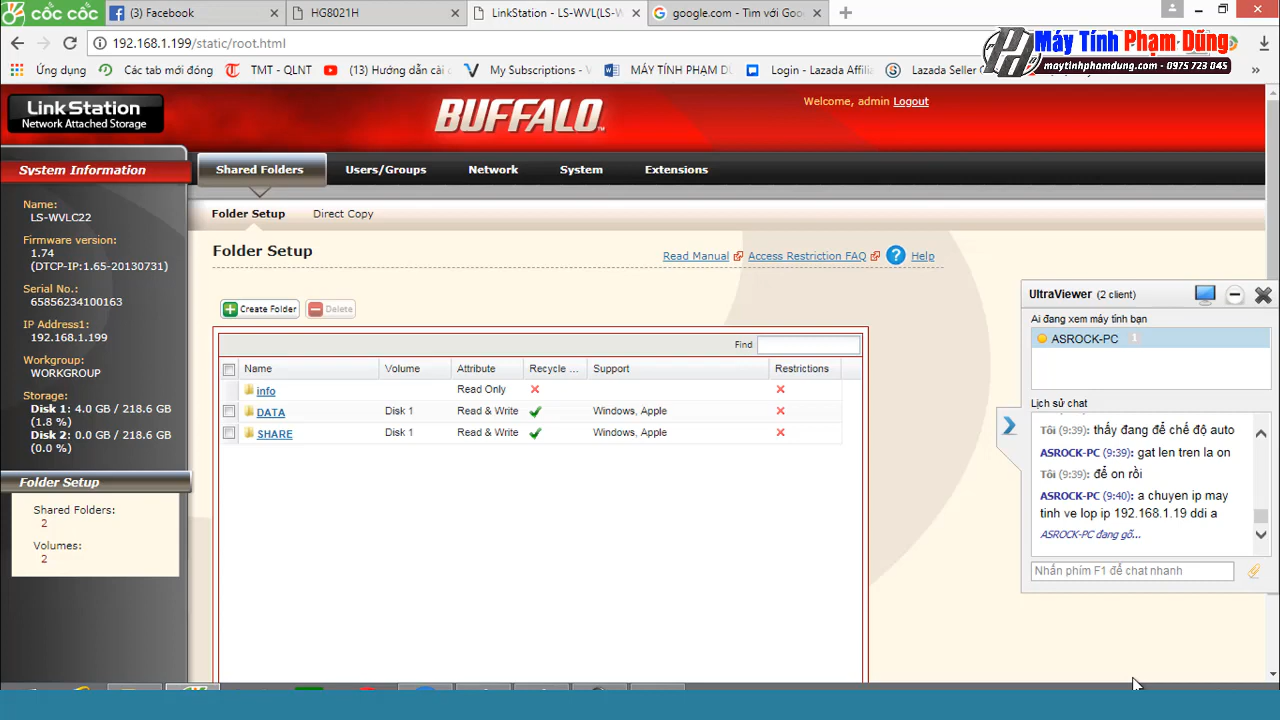 CỐC CỐC
(3) Facebook
HG8021H
LinkStation - LS-WVL(LS-W
google.com - Tìm với Goo
192.168.1.199/static/root.html
Máy Tính Phạm Dũng
maytinhphamdung.com - 0975 723 045
Ứng dụng
Các tab mới đóng
TMT - QLNT
(13) Hướng dẫn cài c
My Subscriptions -
MÁY TÍNH PHẠM DŨ
Login - Lazada Affilia
Lazada Seller C
»
LinkStation
Network Attached Storage
BUFFALO
Welcome, admin Logout
System Information
Shared Folders
Users/Groups
Network
System
Extensions
Name:
LS-WVLC22
Firmware version:
1.74
(DTCP-IP:1.65-20130731)
Serial No.:
65856234100163
IP Address1:
192.168.1.199
Workgroup:
WORKGROUP
Storage:
Disk 1: 4.0 GB / 218.6 GB
(1.8 %)
Disk 2: 0.0 GB / 218.6 GB
(0.0 %)
Folder Setup
Shared Folders:
2
Volumes:
2
Folder Setup
Direct Copy
Folder Setup
Read Manual
Access Restriction FAQ
? Help
Create Folder
Delete
Find
Name
Volume
Attribute
Recycle ...
Support
Restrictions
info
Read Only
DATA
Disk 1
Read & Write
Windows, Apple
SHARE
Disk 1
Read & Write
Windows, Apple
UltraViewer (2 client)
Ai đang xem máy tính bạn
ASROCK-PC 1
Lịch sử chat
Tôi (9:39): thấy đang để chế độ auto
ASROCK-PC (9:39): gat len tren la on
Tôi (9:39): để on rồi
ASROCK-PC (9:40): a chuyen ip may
tinh ve lop ip 192.168.1.19 ddi a
ASROCK-PC đang gõ...
Nhấn phím F1 để chat nhanh